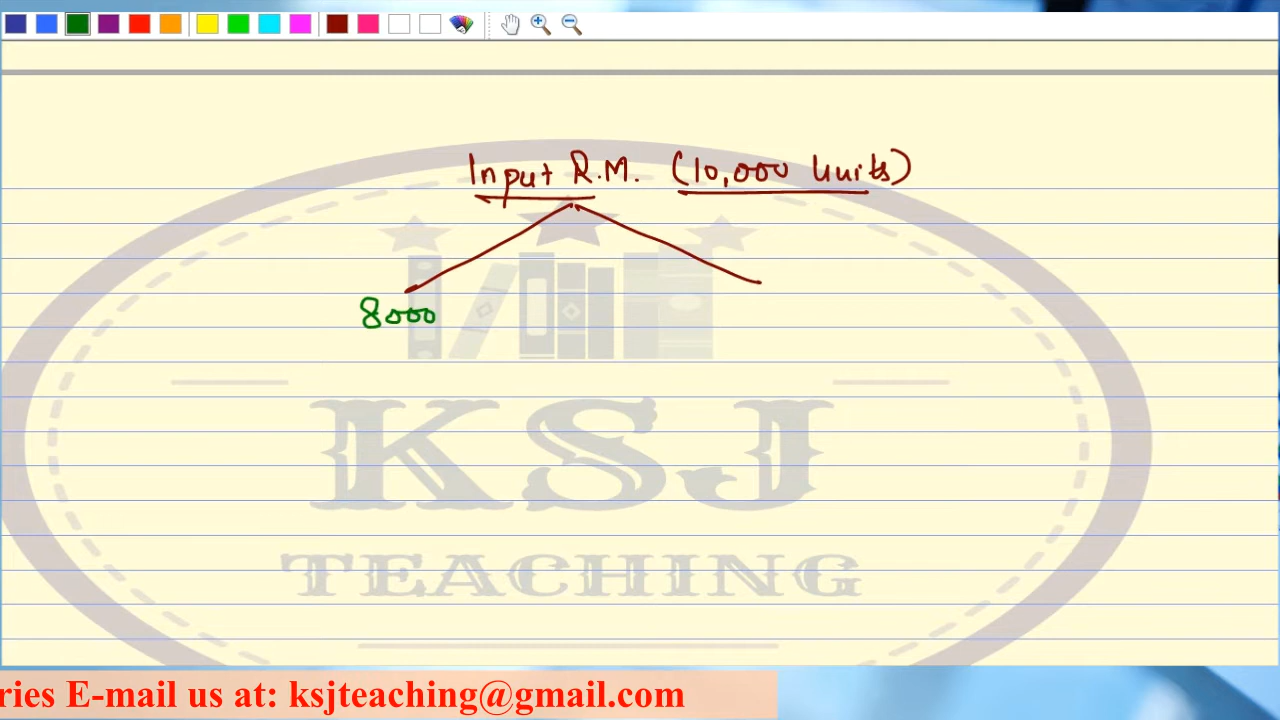 Input R.M. (10,000 Units)
8000
KSJ
TEACHING
ries E-mail us at: ksjteaching@gmail.com